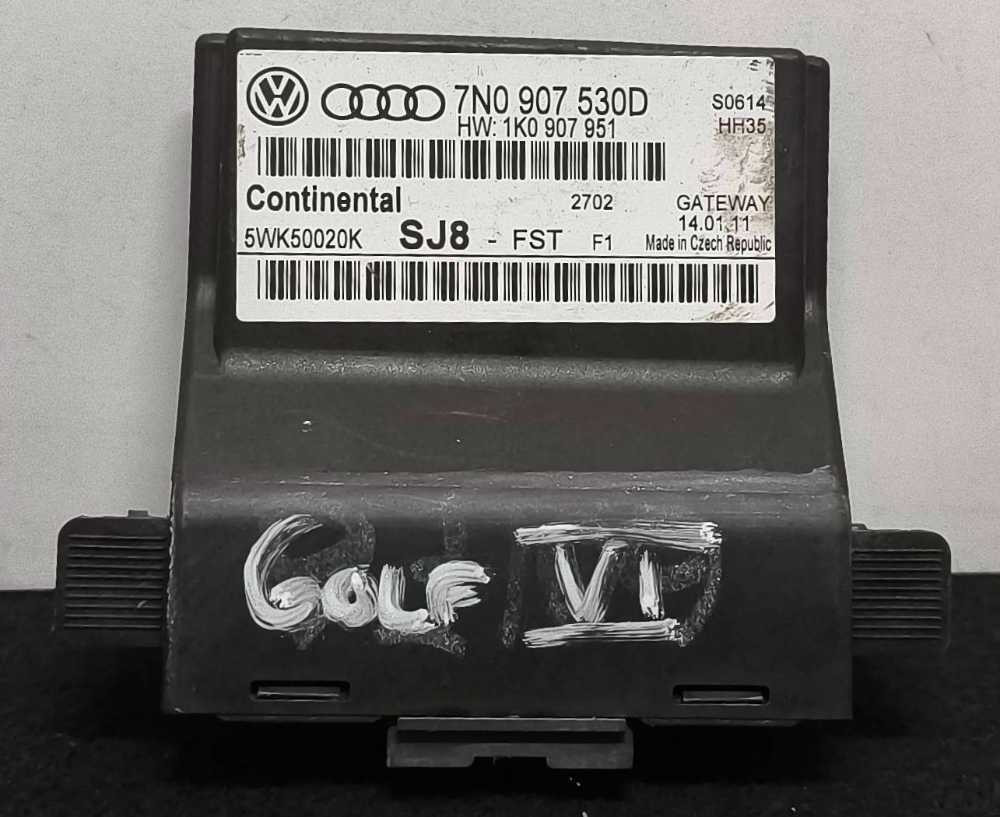 7N0 907 530D S0614
HW: 1K0 907 951 HH35
Continental 2702 GATEWAY
14.01.11
5WK50020K SJ8 - FST F1 Made in Czech Republic
GOLF VI